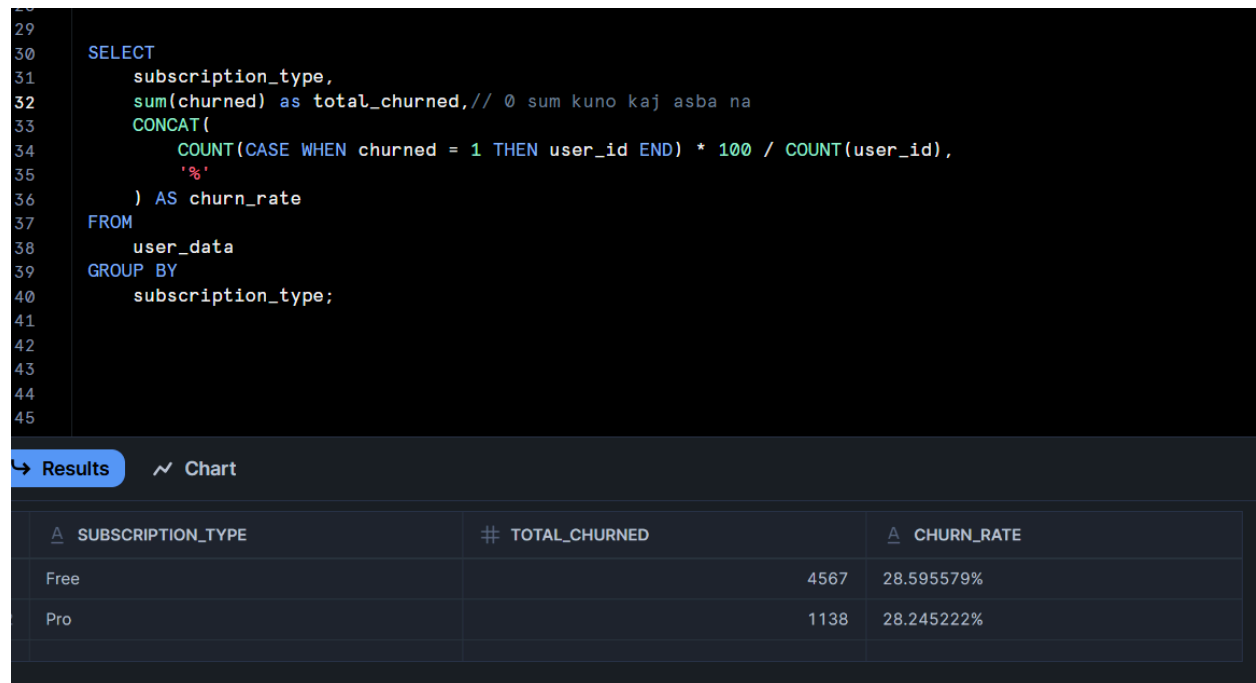 29
30 SELECT
31 subscription_type,
32 sum(churned) as total_churned,// 0 sum kuno kaj asba na
33 CONCAT(
34 COUNT(CASE WHEN churned = 1 THEN user_id END) * 100 / COUNT(user_id),
35 '%'
36 ) AS churn_rate
37 FROM
38 user_data
39 GROUP BY
40 subscription_type;
41
42
43
44
45
Results Chart
A SUBSCRIPTION_TYPE # TOTAL_CHURNED A CHURN_RATE
Free 4567 28.595579%
Pro 1138 28.245222%